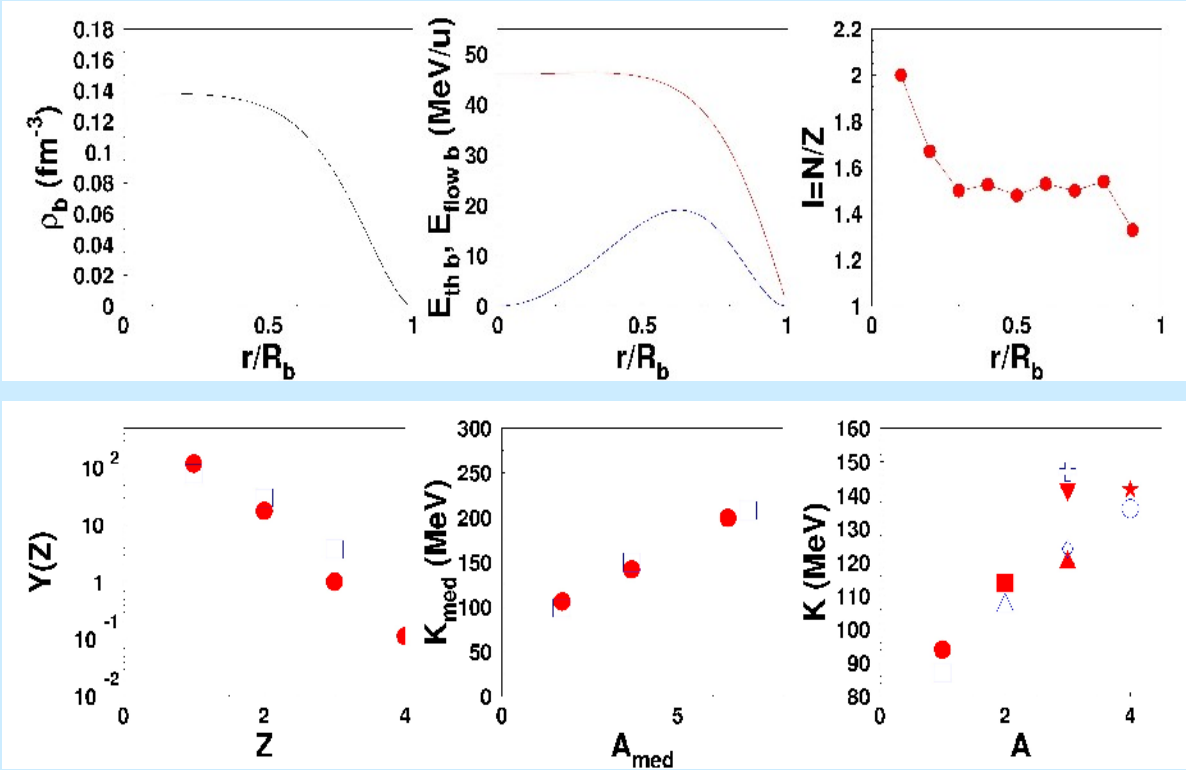 0.18
0.16
0.14
0.12
0.1
0.08
0.06
0.04
0.02
0
ρb (fm-3)
0 0.5 1
r/Rb
50
40
30
20
10
0
Eth b, Eflow b (MeV/u)
0 0.5 1
r/Rb
2.2
2
1.8
1.6
1.4
1.2
1
I=N/Z
0 0.5 1
r/Rb
10 2
10
1
10 -1
10 -2
Y(Z)
0 2 4
Z
300
250
200
150
100
50
0
Kmed (MeV)
0 5
Amed
160
150
140
130
120
110
100
90
80
K (MeV)
0 2 4
A